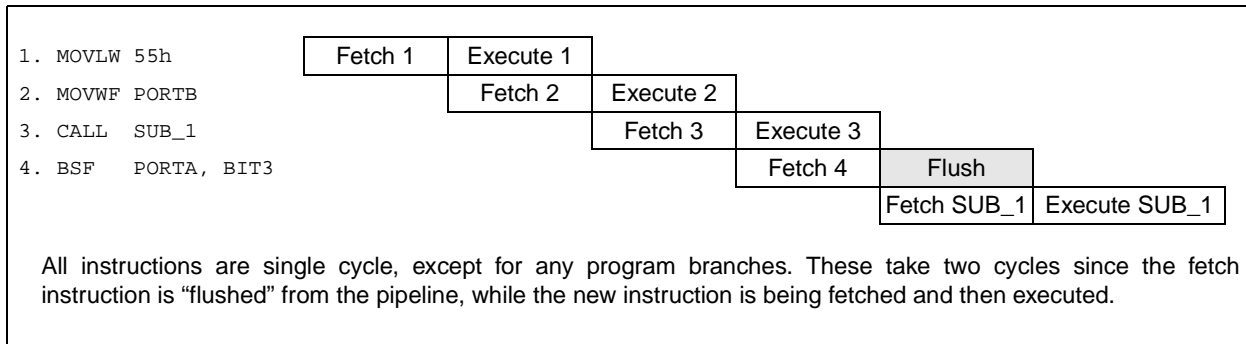 1. MOVLW 55h Fetch 1 Execute 1
2. MOVWF PORTB Fetch 2 Execute 2
3. CALL SUB_1 Fetch 3 Execute 3
4. BSF PORTA, BIT3 Fetch 4 Flush
Fetch SUB_1 Execute SUB_1
All instructions are single cycle, except for any program branches. These take two cycles since the fetch
instruction is “flushed” from the pipeline, while the new instruction is being fetched and then executed.